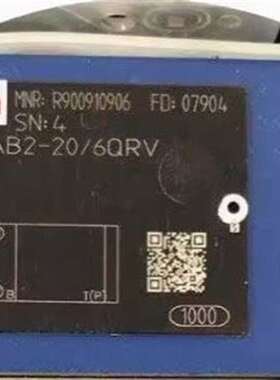 MNR: R900910906 FD: 07904
SN: 4
AB2-20/6QRV
B T(P)
1000